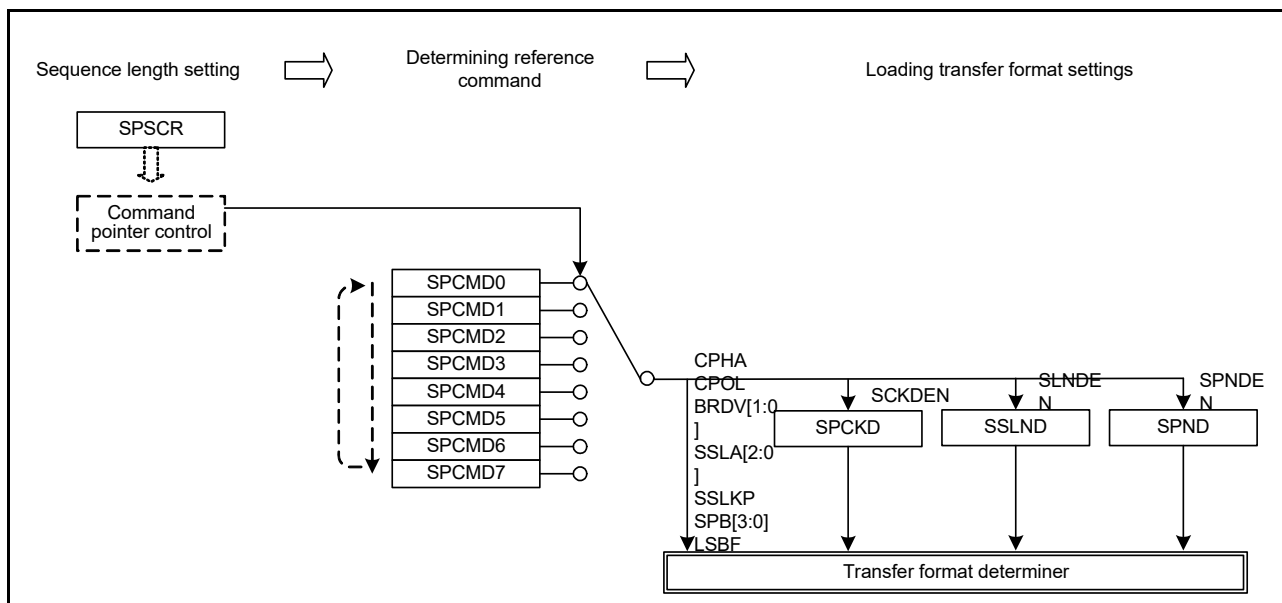 Sequence length setting
Determining reference
command
Loading transfer format settings
SPSCR
Command
pointer control
SPCMD0
SPCMD1
SPCMD2
SPCMD3
SPCMD4
SPCMD5
SPCMD6
SPCMD7
CPHA
CPOL
BRDV[1:0
]
SSLA[2:0
]
SSLKP
SPB[3:0]
LSBF
SCKDEN
SPCKD
SLNDE
N
SSLND
SPNDE
N
SPND
Transfer format determiner